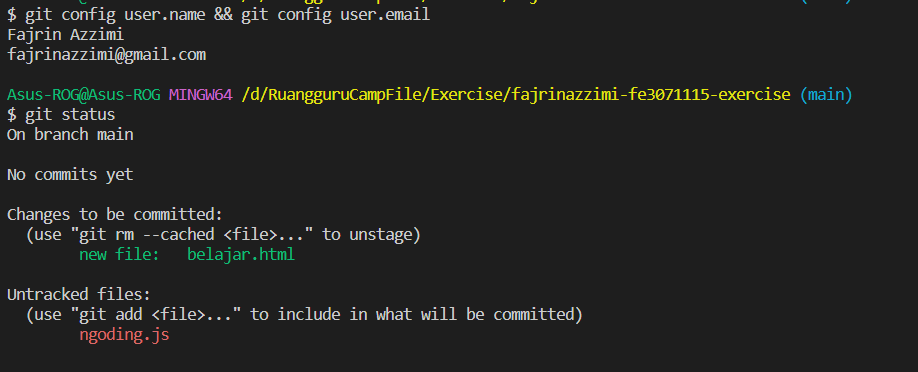 $ git config user.name && git config user.email
Fajrin Azzimi
fajrinazzimi@gmail.com
Asus-ROG@Asus-ROG MINGW64 /d/RuangguruCampFile/Exercise/fajrinazzimi-fe3071115-exercise (main)
$ git status
On branch main
No commits yet
Changes to be committed:
  (use "git rm --cached <file>..." to unstage)
        new file:   belajar.html
Untracked files:
  (use "git add <file>..." to include in what will be committed)
        ngoding.js